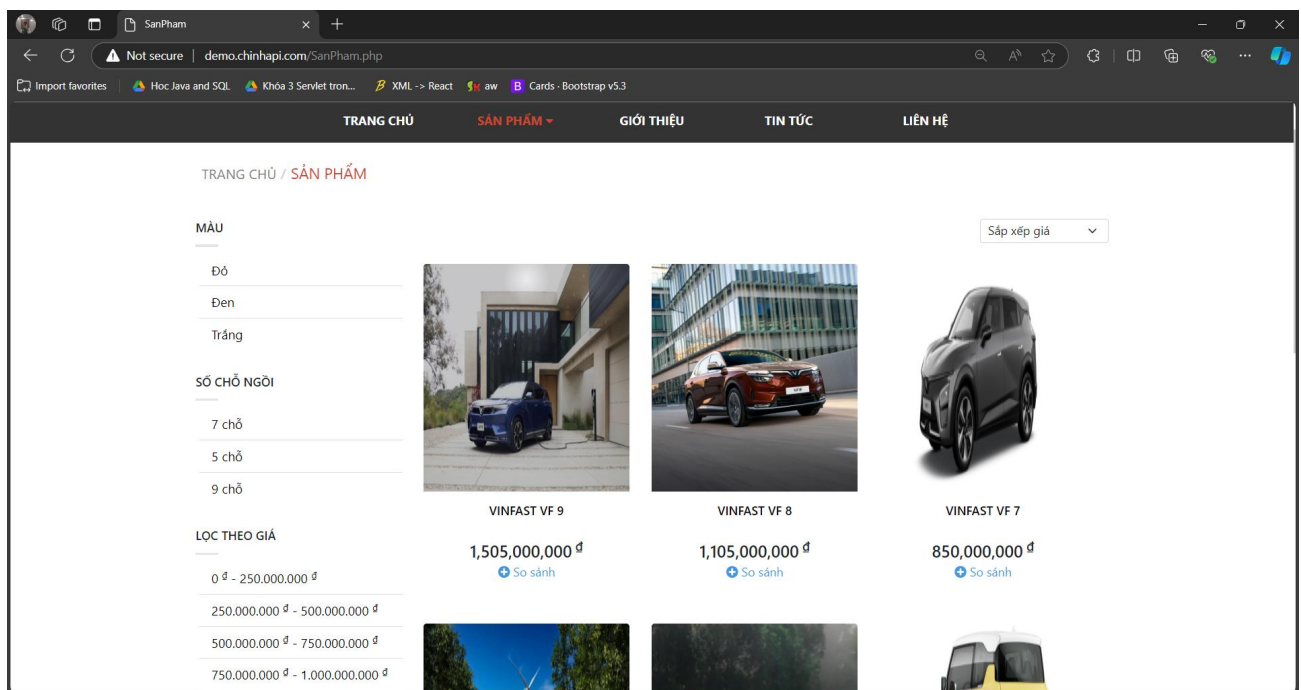 SanPham
Not secure | demo.chinhapi.com/SanPham.php
Import favorites
Hoc Java and SQL
Khóa 3 Servlet tron...
XML -> React
aw
Cards · Bootstrap v5.3
TRANG CHỦ
SẢN PHẨM
GIỚI THIỆU
TIN TỨC
LIÊN HỆ
TRANG CHỦ / SẢN PHẨM
MÀU
Đỏ
Đen
Trắng
SỐ CHỖ NGỒI
7 chỗ
5 chỗ
9 chỗ
LỌC THEO GIÁ
0 ₫ - 250.000.000 ₫
250.000.000 ₫ - 500.000.000 ₫
500.000.000 ₫ - 750.000.000 ₫
750.000.000 ₫ - 1.000.000.000 ₫
Sắp xếp giá
VINFAST VF 9
1,505,000,000 ₫
So sánh
VINFAST VF 8
1,105,000,000 ₫
So sánh
VINFAST VF 7
850,000,000 ₫
So sánh